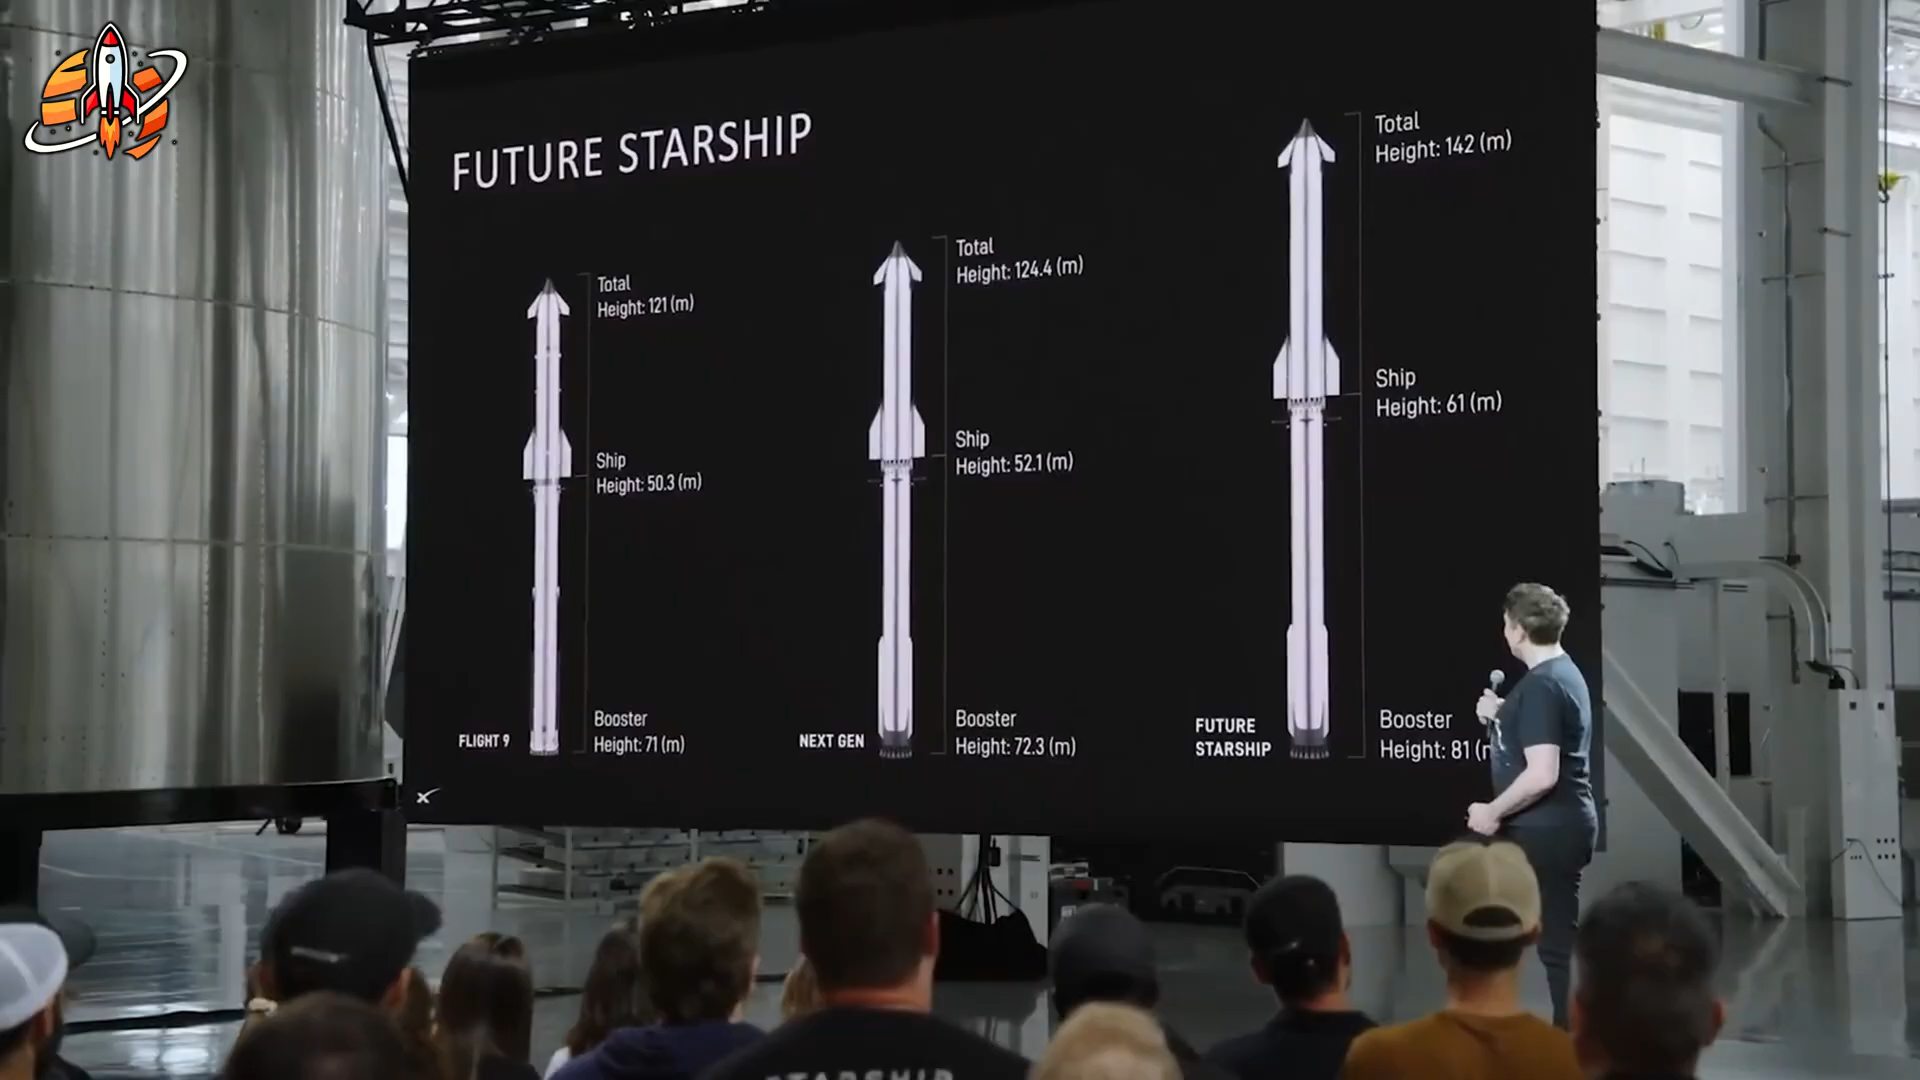 FUTURE STARSHIP
Total
Height: 121 (m)
Ship
Height: 50.3 (m)
Booster
Height: 71 (m)
FLIGHT 9
Total
Height: 124.4 (m)
Ship
Height: 52.1 (m)
Booster
Height: 72.3 (m)
NEXT GEN
Total
Height: 142 (m)
Ship
Height: 61 (m)
Booster
Height: 81 (
FUTURE
STARSHIP
STARSHIP